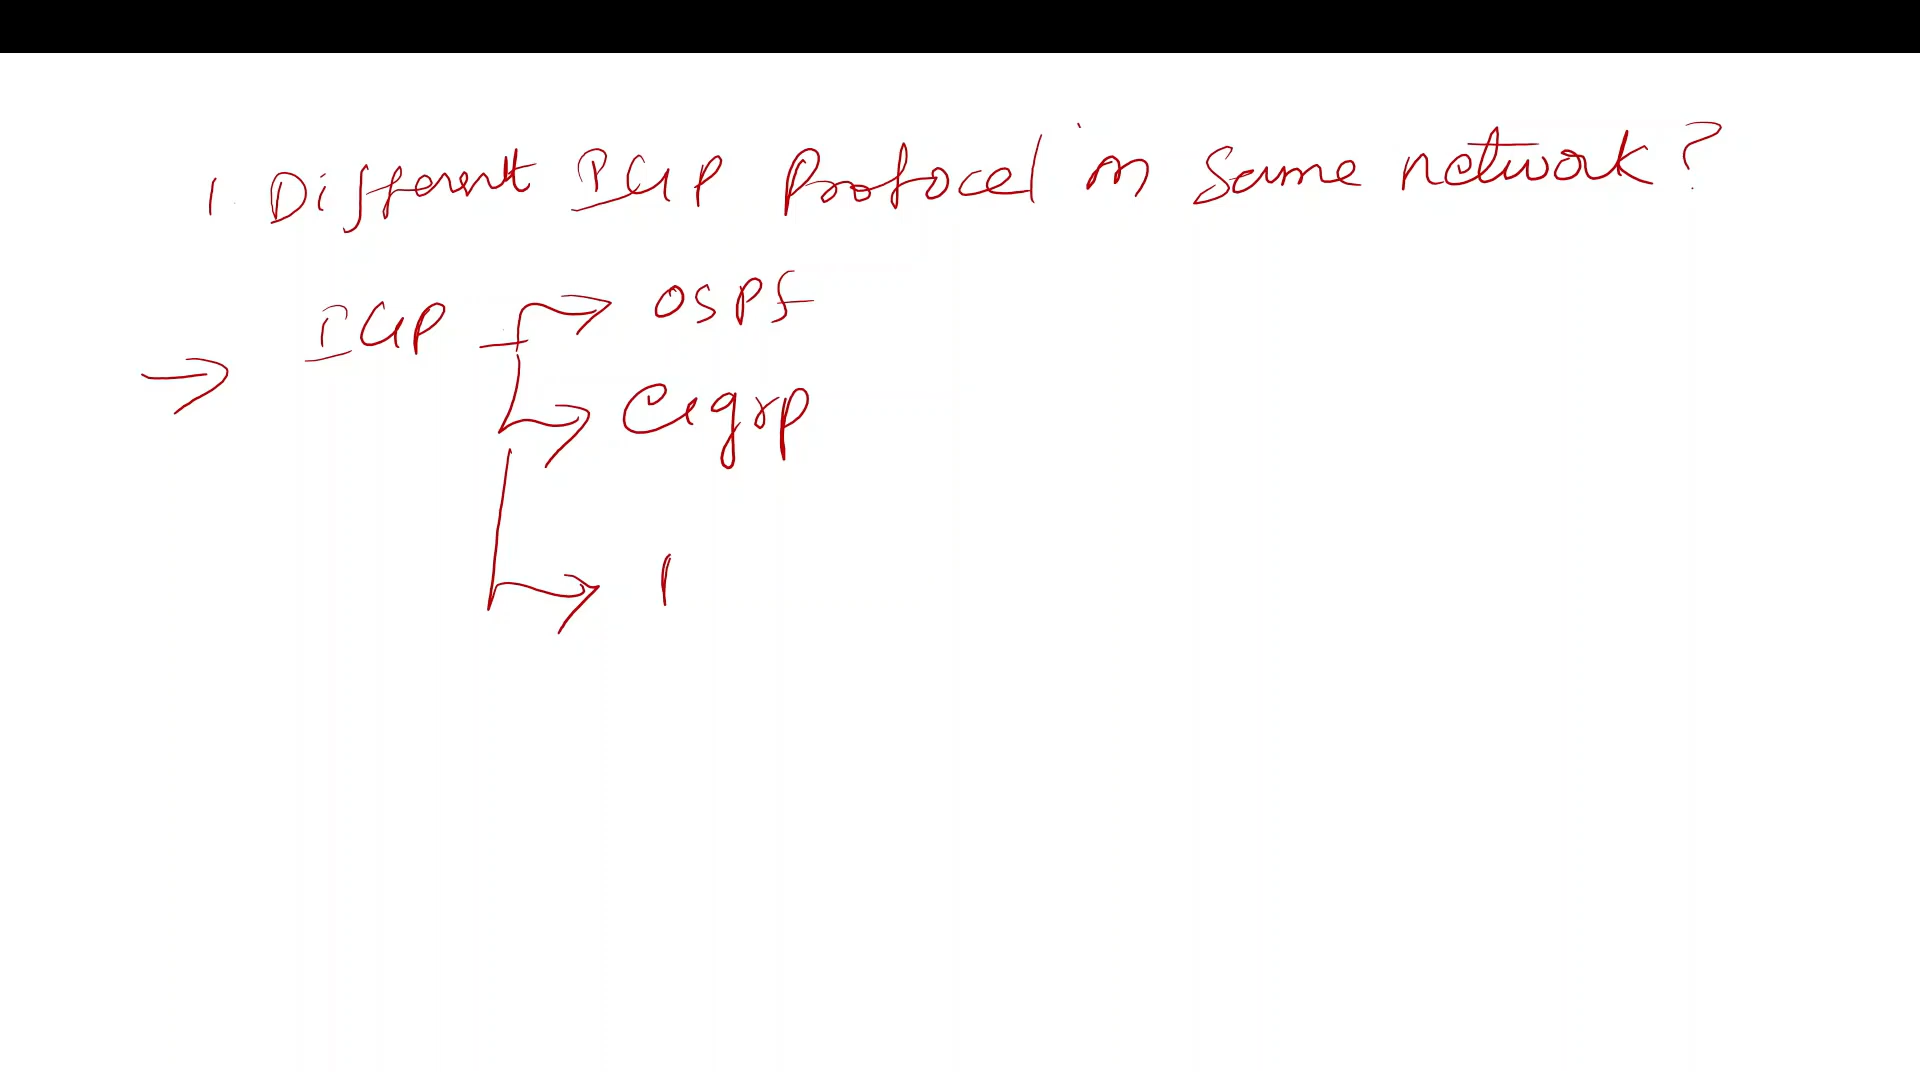 1. Different IGP Protocol in Same network?
IGP
OSPF
Eigrp